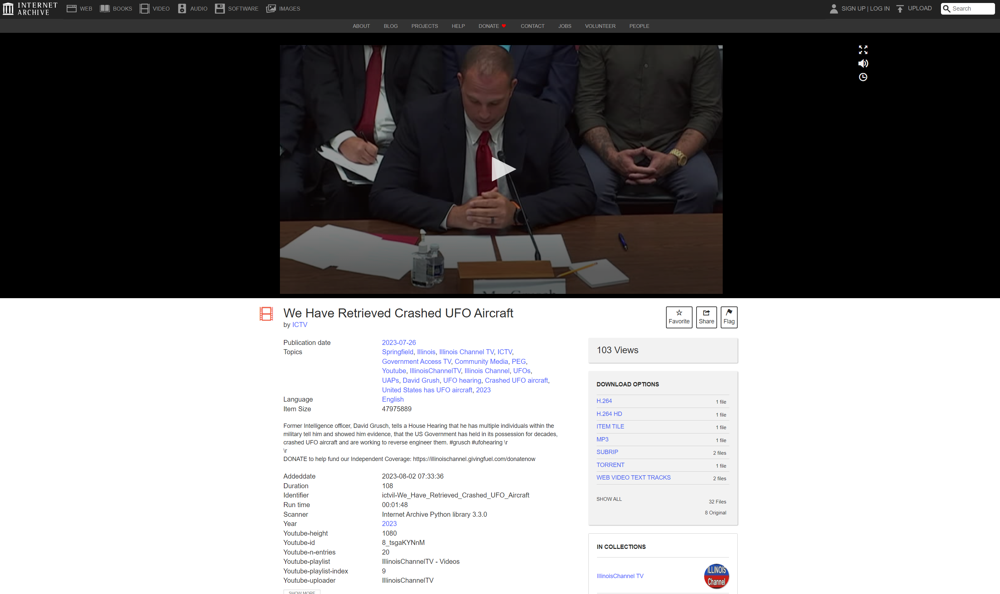 INTERNET
ARCHIVE
WEB BOOKS VIDEO AUDIO SOFTWARE IMAGES
SIGN UP | LOG IN UPLOAD Search
ABOUT BLOG PROJECTS HELP DONATE CONTACT JOBS VOLUNTEER PEOPLE
We Have Retrieved Crashed UFO Aircraft
by ICTV
Favorite Share Flag
Publication date 2023-07-26
Topics Springfield, Illinois, Illinois Channel TV, ICTV,
Government Access TV, Community Media, PEG,
Youtube, IllinoisChannelTV, Illinois Channel, UFOs,
UAPs, David Grush, UFO hearing, Crashed UFO aircraft,
United States has UFO aircraft, 2023
Language English
Item Size 47975889
Former Intelligence officer, David Grusch, tells a House Hearing that he has multiple individuals within the
military tell him and showed him evidence, that the US Government has held in its possession for decades,
crashed UFO aircraft and are working to reverse engineer them. #grusch #ufohearing \r
\r
DONATE to help fund our Independent Coverage: https://illinoischannel.givingfuel.com/donatenow
Addeddate 2023-08-02 07:33:36
Duration 108
Identifier ictvil-We_Have_Retrieved_Crashed_UFO_Aircraft
Run time 00:01:48
Scanner Internet Archive Python library 3.3.0
Year 2023
Youtube-height 1080
Youtube-id 8_tsgaKYNnM
Youtube-n-entries 20
Youtube-playlist IllinoisChannelTV - Videos
Youtube-playlist-index 9
Youtube-uploader IllinoisChannelTV
SHOW MORE
103 Views
DOWNLOAD OPTIONS
H.264 1 file
H.264 HD 1 file
ITEM TILE 1 file
MP3 1 file
SUBRIP 2 files
TORRENT 1 file
WEB VIDEO TEXT TRACKS 2 files
SHOW ALL 32 Files
8 Original
IN COLLECTIONS
IllinoisChannel TV
ILLINOIS
Channel